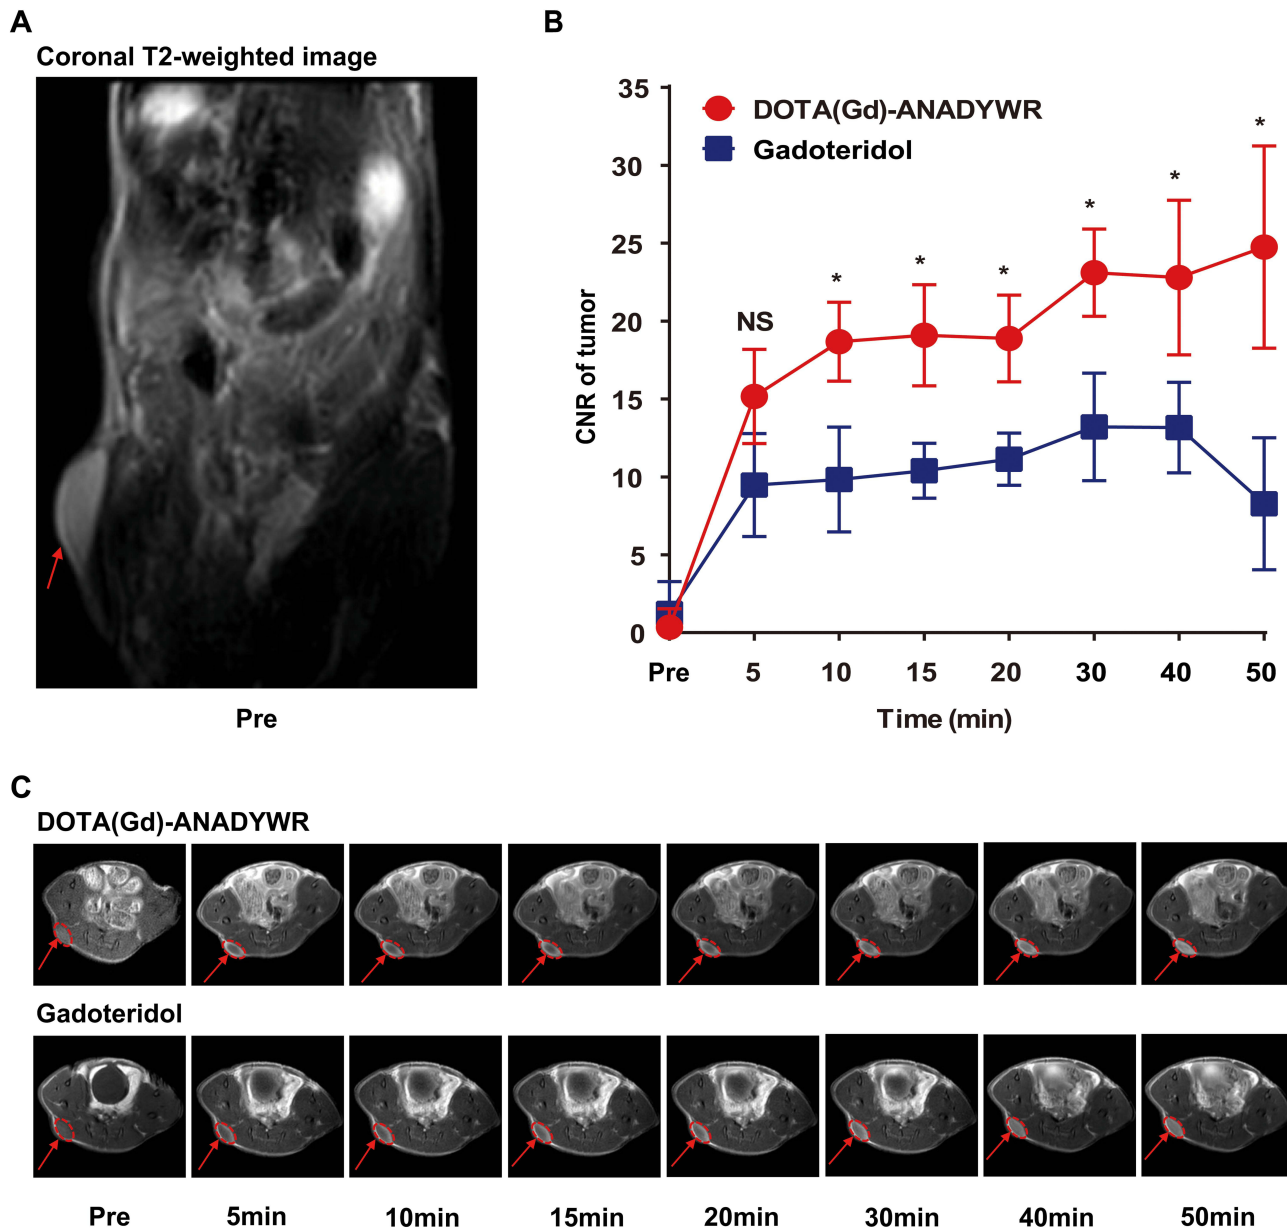 A
Coronal T2-weighted image
Pre
B
35
30
25
20
15
10
5
0
CNR of tumor
DOTA(Gd)-ANADYWR
Gadoteridol
NS
*
*
*
*
*
*
Pre 5 10 15 20 30 40 50
Time (min)
C
DOTA(Gd)-ANADYWR
Gadoteridol
Pre 5min 10min 15min 20min 30min 40min 50min